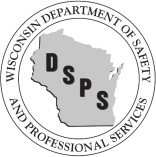 WISCONSIN DEPARTMENT OF SAFETY
AND PROFESSIONAL SERVICES
DSPS